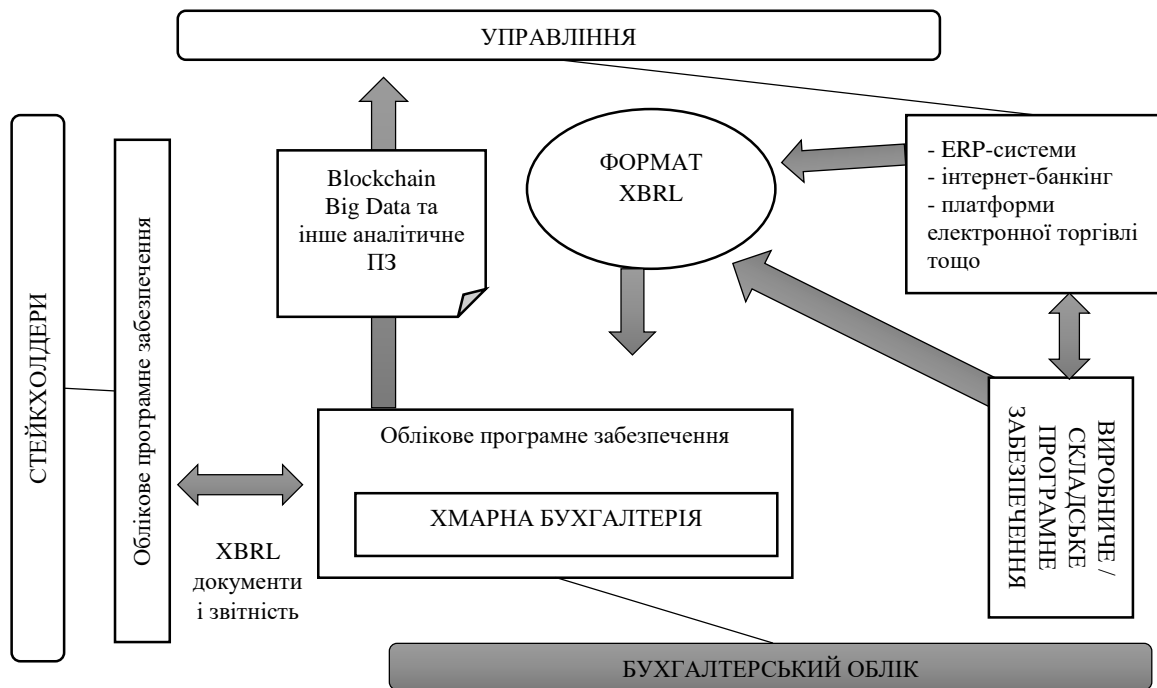 УПРАВЛІННЯ
СТЕЙКХОЛДЕРИ
Облікове програмне забезпечення
Blockchain
Big Data та
інше аналітичне
ПЗ
ФОРМАТ
XBRL
- ERP-системи
- інтернет-банкінг
- платформи
електронної торгівлі
тощо
Облікове програмне забезпечення
ХМАРНА БУХГАЛТЕРІЯ
XBRL
документи
і звітність
ВИРОБНИЧЕ /
СКЛАДСЬКЕ
ПРОГРАМНЕ
ЗАБЕЗПЕЧЕННЯ
БУХГАЛТЕРСЬКИЙ ОБЛІК